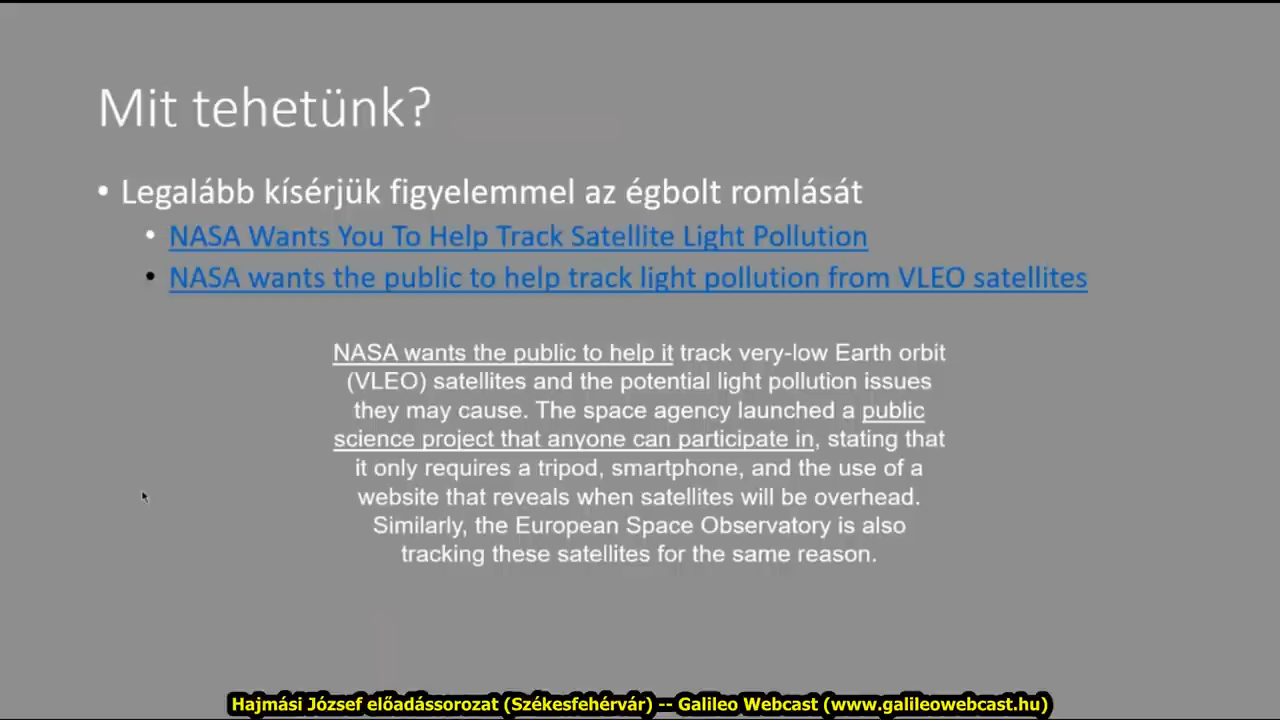 Mit tehetünk?
• Legalább kísérjük figyelemmel az égbolt romlását
• NASA Wants You To Help Track Satellite Light Pollution
• NASA wants the public to help track light pollution from VLEO satellites
NASA wants the public to help it track very-low Earth orbit
(VLEO) satellites and the potential light pollution issues
they may cause. The space agency launched a public
science project that anyone can participate in, stating that
it only requires a tripod, smartphone, and the use of a
website that reveals when satellites will be overhead.
Similarly, the European Space Observatory is also
tracking these satellites for the same reason.
Hajmási József előadássorozat (Székesfehérvár) -- Galileo Webcast (www.galileowebcast.hu)